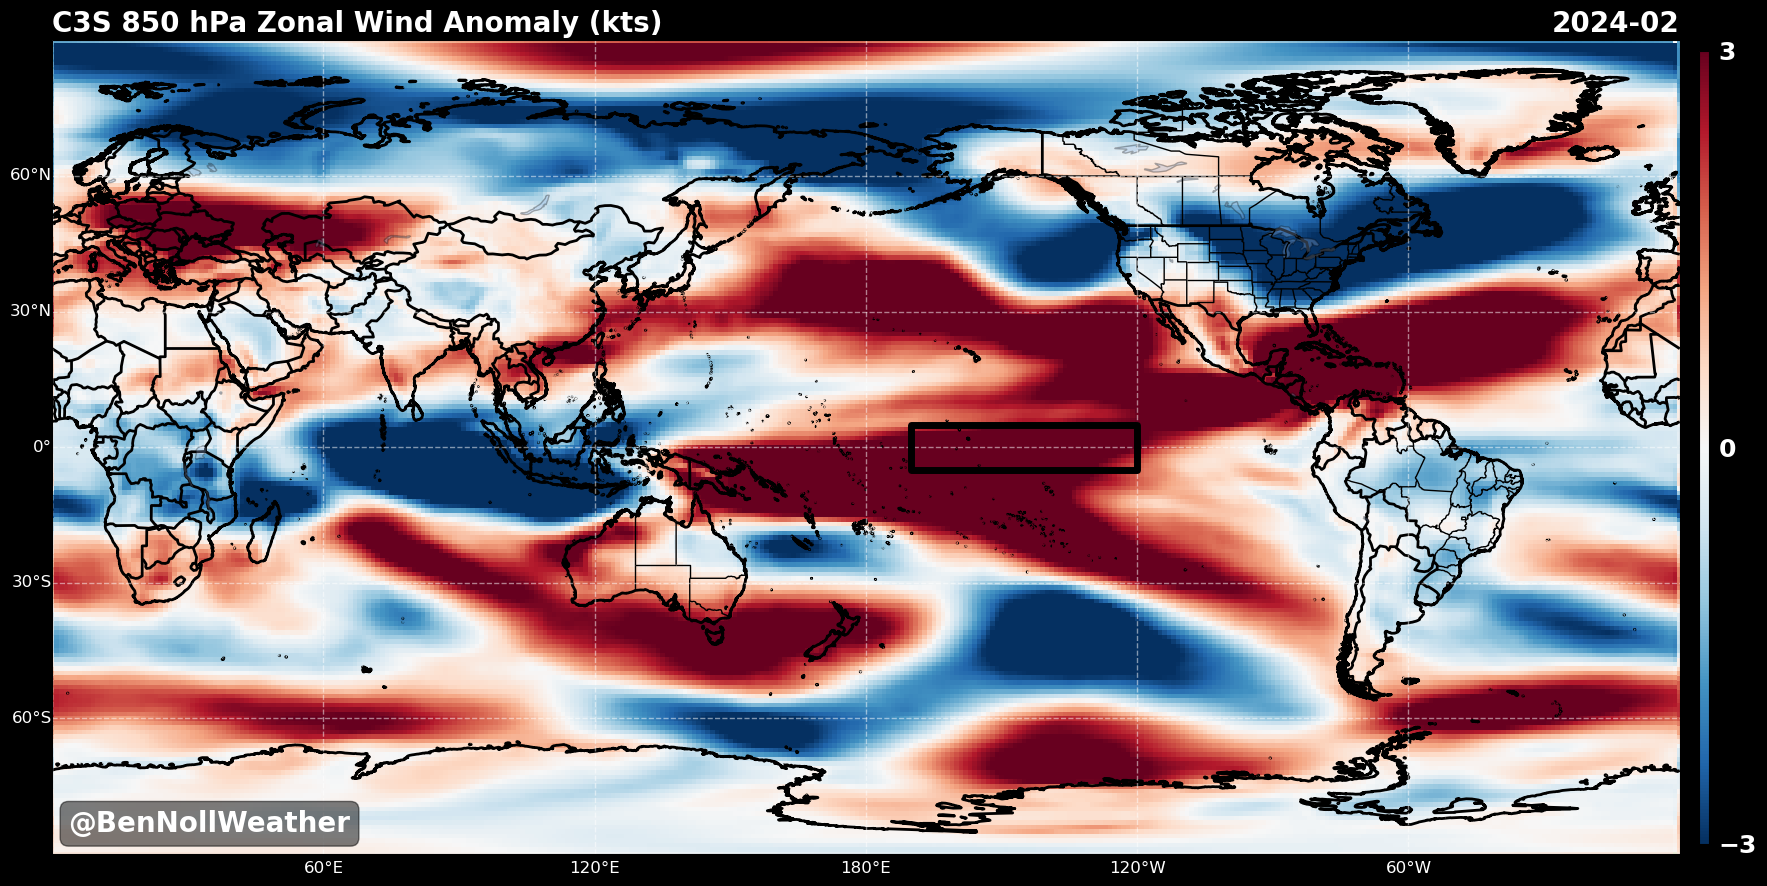 C3S 850 hPa Zonal Wind Anomaly (kts)
2024-02
3
0
−3
60°N
30°N
0°
30°S
60°S
60°E
120°E
180°E
120°W
60°W
@BenNollWeather